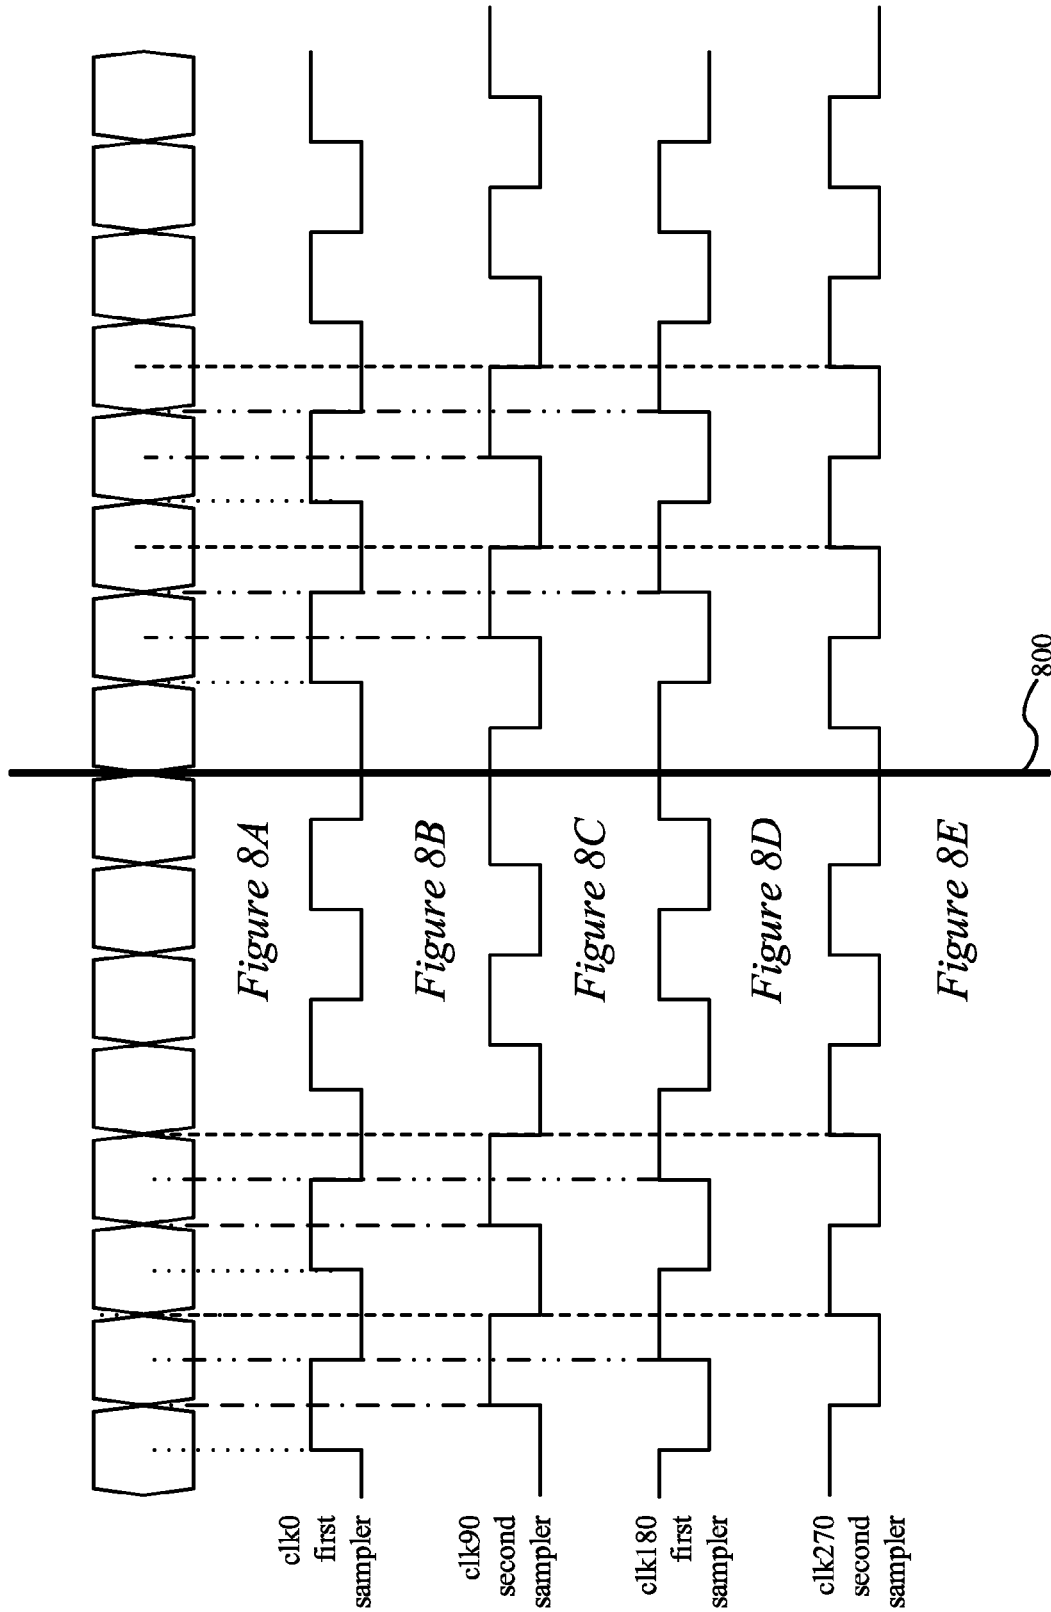 clk0
first
sampler
clk90
second
sampler
clk180
first
sampler
clk270
second
sampler
Figure 8A
Figure 8B
Figure 8C
Figure 8D
Figure 8E
800